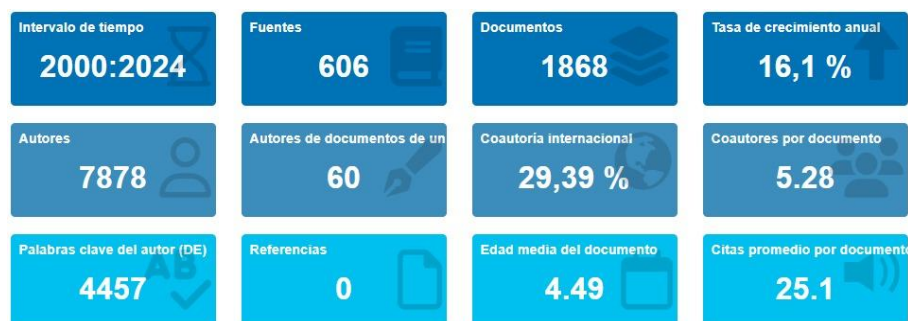 Intervalo de tiempo
2000:2024
Fuentes
606
Documentos
1868
Tasa de crecimiento anual
16,1 %
Autores
7878
Autores de documentos de un
60
Coautoría internacional
29,39 %
Coautores por documento
5.28
Palabras clave del autor (DE)
4457
Referencias
0
Edad media del documento
4.49
Citas promedio por documento
25.1